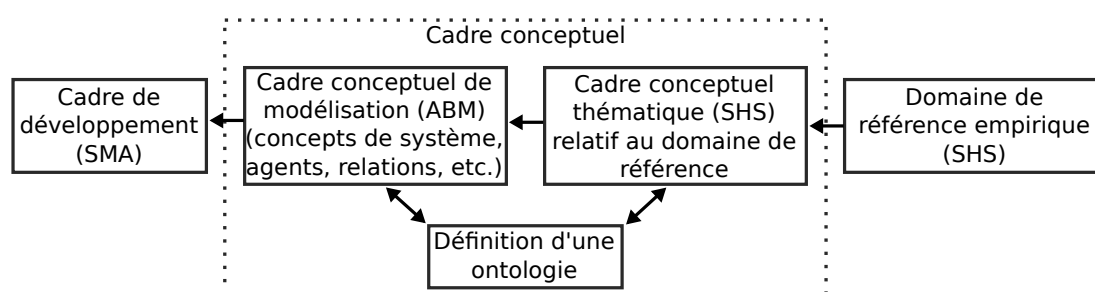 Cadre conceptuel
Cadre de
développement
(SMA)
Cadre conceptuel de
modélisation (ABM)
(concepts de système,
agents, relations, etc.)
Cadre conceptuel
thématique (SHS)
relatif au domaine de
référence
Domaine de
référence empirique
(SHS)
Définition d'une
ontologie